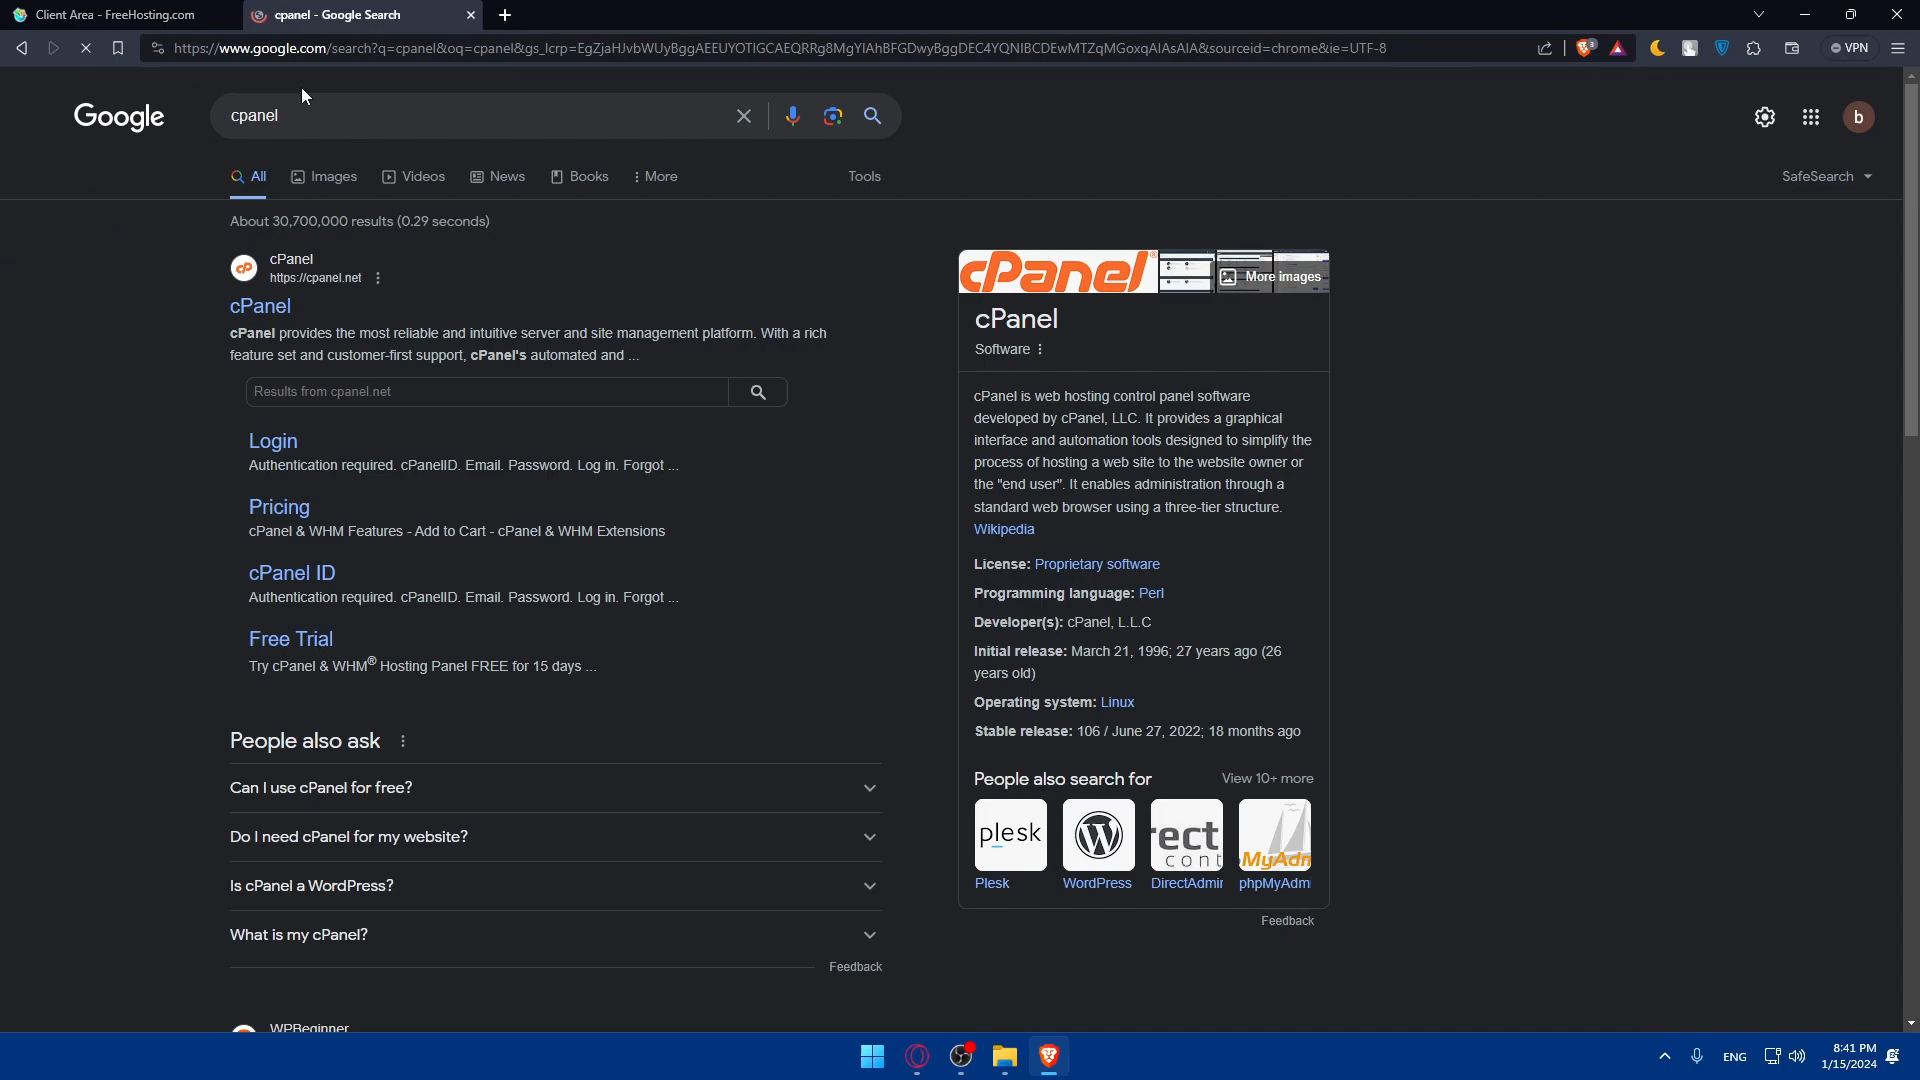 Client Area - FreeHosting.com
cpanel - Google Search
https://www.google.com/search?q=cpanel&oq=cpanel&gs_lcrp=EgZjaHJvbWUyBggAEEUYOTIGCAEQRRg8MgYIAhBFGDwyBggDEC4YQNIBCDEwMTZqMGoxqAIAsAIA&sourceid=chrome&ie=UTF-8
3
VPN
Google
cpanel
b
All
Images
Videos
News
Books
More
Tools
SafeSearch
About 30,700,000 results (0.29 seconds)
cPanel
https://cpanel.net
cPanel
cPanel provides the most reliable and intuitive server and site management platform. With a rich
feature set and customer-first support, cPanel's automated and ...
Results from cpanel.net
Login
Authentication required. cPanelID. Email. Password. Log in. Forgot ...
Pricing
cPanel & WHM Features - Add to Cart - cPanel & WHM Extensions
cPanel ID
Authentication required. cPanelID. Email. Password. Log in. Forgot ...
Free Trial
Try cPanel & WHM® Hosting Panel FREE for 15 days ...
People also ask
Can I use cPanel for free?
Do I need cPanel for my website?
Is cPanel a WordPress?
What is my cPanel?
Feedback
WPBeginner
cPanel®
More images
cPanel
Software
cPanel is web hosting control panel software
developed by cPanel, LLC. It provides a graphical
interface and automation tools designed to simplify the
process of hosting a web site to the website owner or
the "end user". It enables administration through a
standard web browser using a three-tier structure.
Wikipedia
License: Proprietary software
Programming language: Perl
Developer(s): cPanel, L.L.C
Initial release: March 21, 1996; 27 years ago (26
years old)
Operating system: Linux
Stable release: 106 / June 27, 2022; 18 months ago
People also search for
View 10+ more
plesk
rect
cont
MyAdm
Plesk
WordPress
DirectAdmir
phpMyAdmi
Feedback
ENG
8:41 PM
1/15/2024